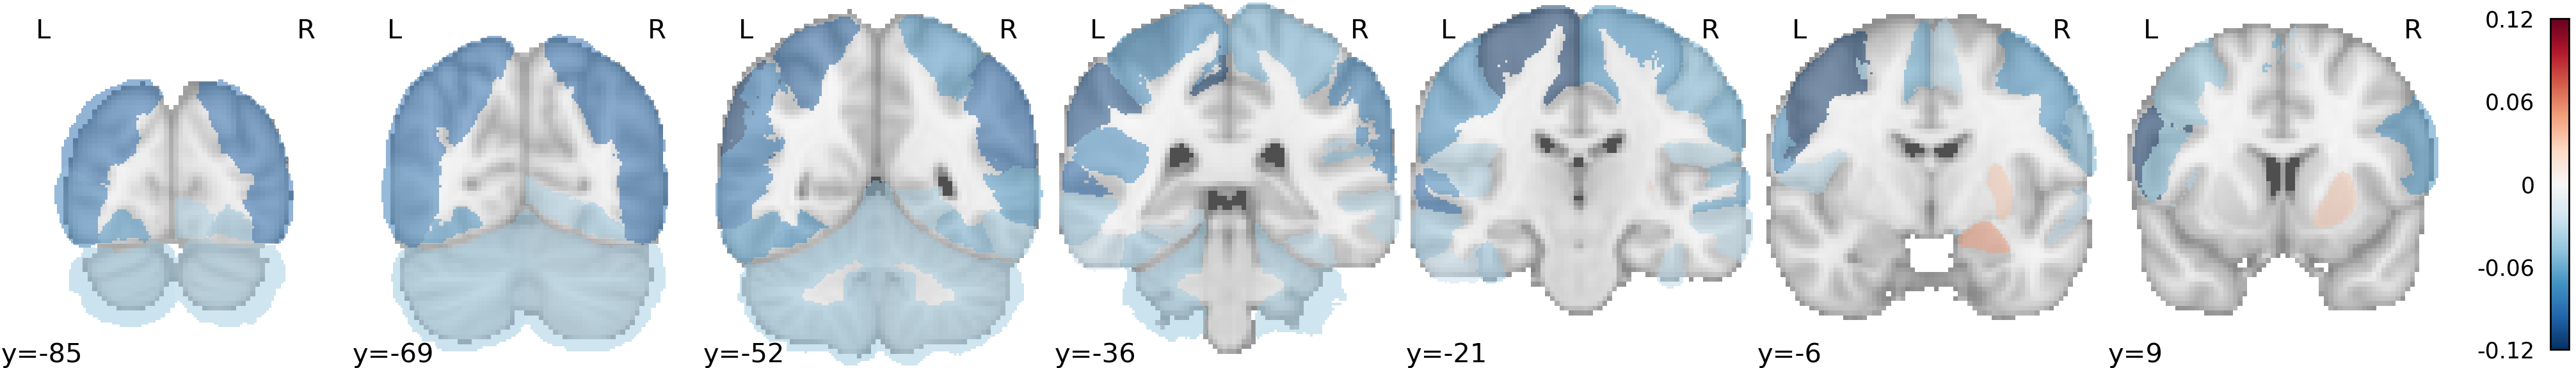 L R L R L R L R L R L R L R
y=-85 y=-69 y=-52 y=-36 y=-21 y=-6 y=9
0.12
0.06
0
-0.06
-0.12